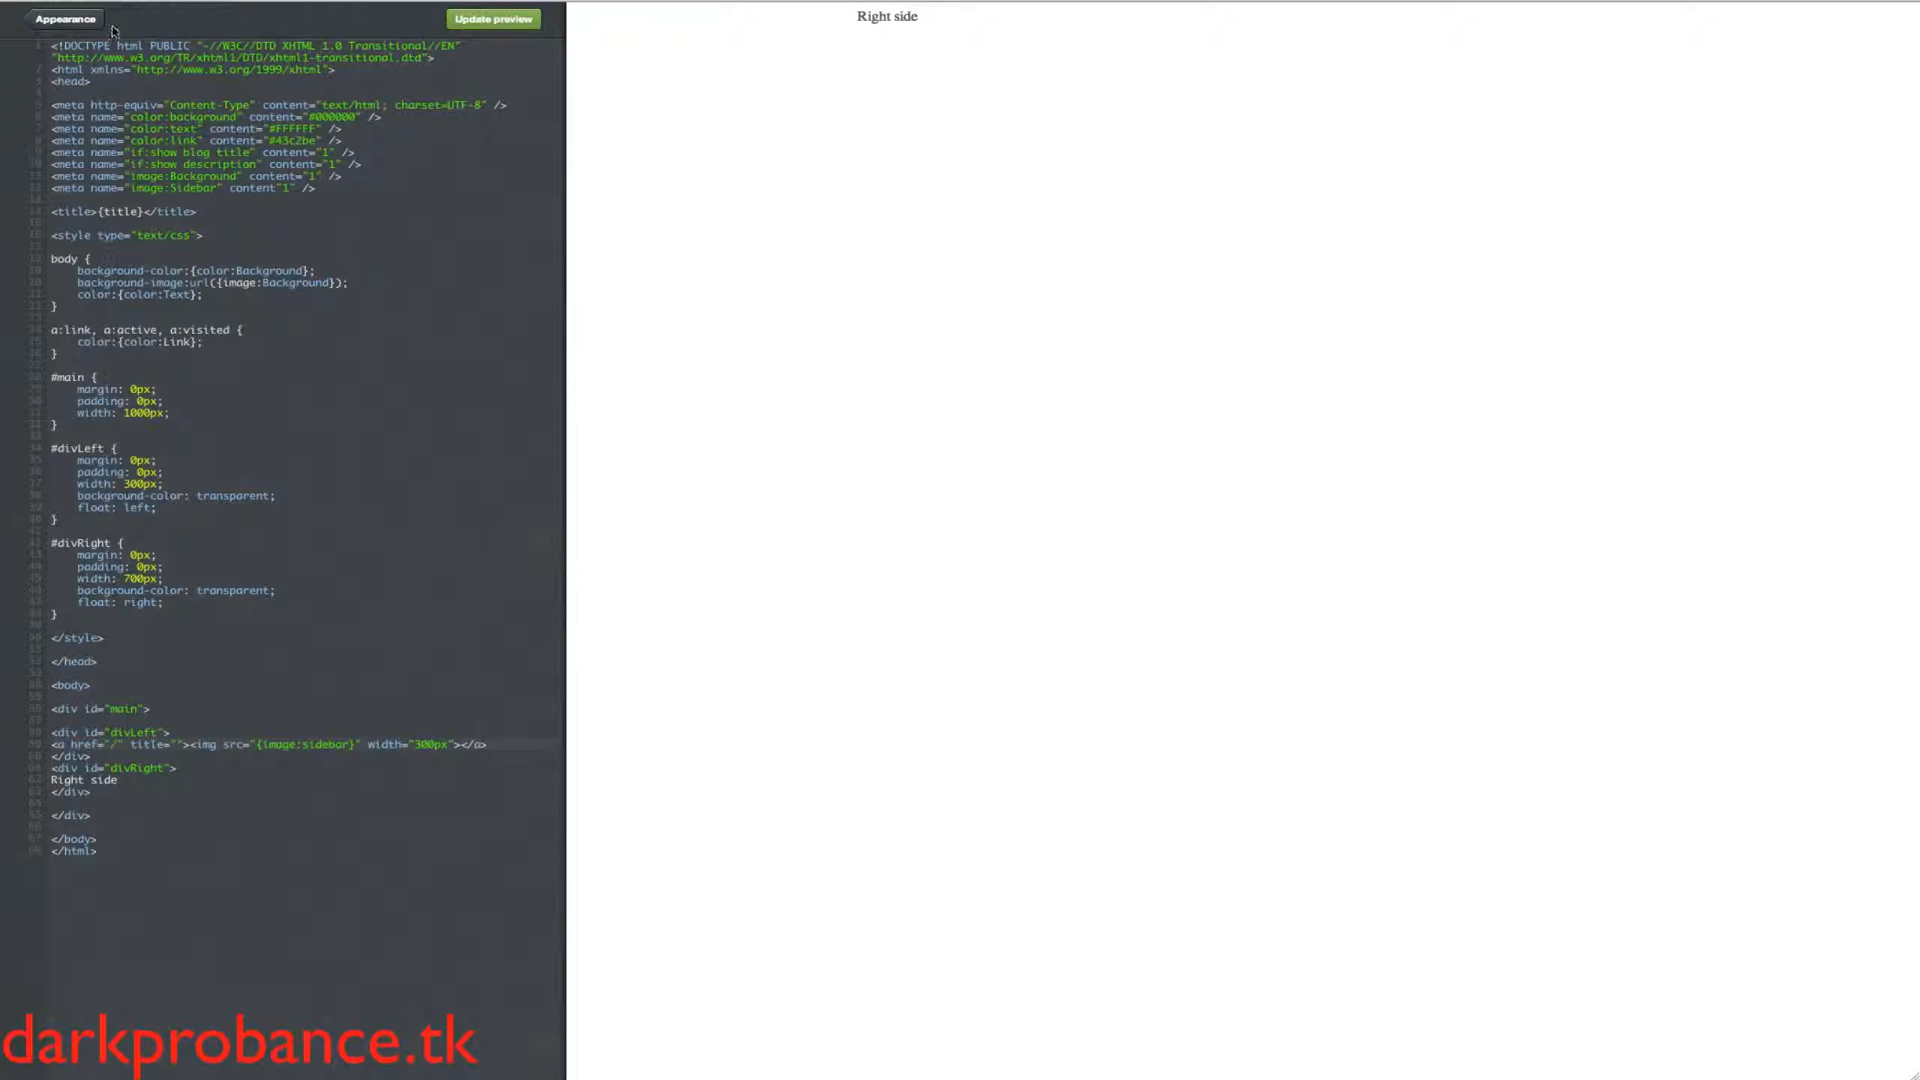 Appearance
Update preview
Right side
<!DOCTYPE html PUBLIC "-//W3C//DTD XHTML 1.0 Transitional//EN"
"http://www.w3.org/TR/xhtml1/DTD/xhtml1-transitional.dtd">
<html xmlns="http://www.w3.org/1999/xhtml">
<head>
<meta http-equiv="Content-Type" content="text/html; charset=UTF-8" />
<meta name="color:background" content="#000000" />
<meta name="color:text" content="#FFFFFF" />
<meta name="color:link" content="#43c2be" />
<meta name="if:show blog title" content="1" />
<meta name="if:show description" content="1" />
<meta name="image:Background" content="1" />
<meta name="image:Sidebar" content"1" />
<title>{title}</title>
<style type="text/css">
body {
background-color:{color:Background};
background-image:url({image:Background});
color:{color:Text};
}
a:link, a:active, a:visited {
color:{color:Link};
}
#main {
margin: 0px;
padding: 0px;
width: 1000px;
}
#divLeft {
margin: 0px;
padding: 0px;
width: 300px;
background-color: transparent;
float: left;
}
#divRight {
margin: 0px;
padding: 0px;
width: 700px;
background-color: transparent;
float: right;
}
</style>
</head>
<body>
<div id="main">
<div id="divLeft">
<a href="/" title=""><img src="{image:sidebar}" width="300px"></a>
</div>
<div id="divRight">
Right side
</div>
</div>
</body>
</html>
darkprobance.tk